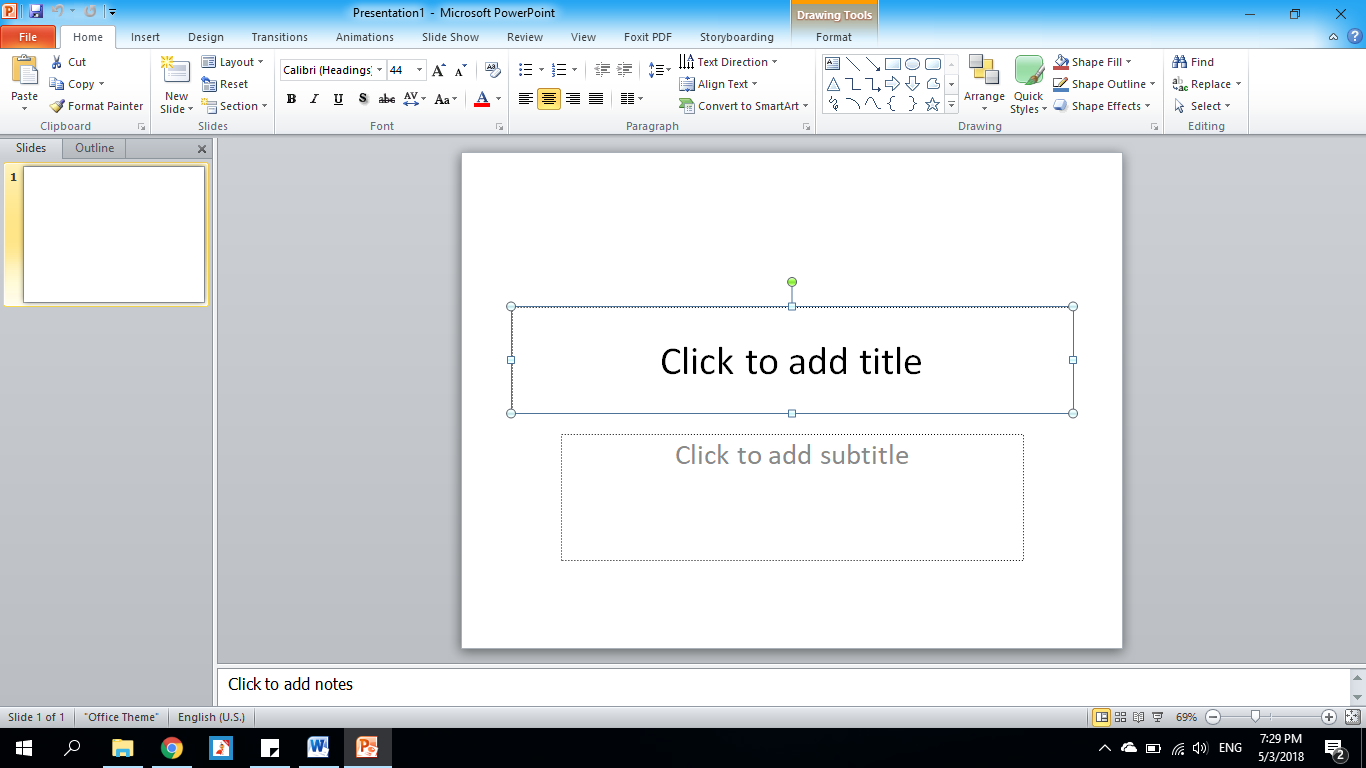 Presentation1 - Microsoft PowerPoint
Drawing Tools
File Home Insert Design Transitions Animations Slide Show Review View Foxit PDF Storyboarding Format
Paste
Cut
Copy
Format Painter
Clipboard
New Slide
Layout
Reset
Section
Slides
Calibri (Headings) 44
B I U S abc AV Aa A
Font
Text Direction
Align Text
Convert to SmartArt
Paragraph
Arrange
Quick Styles
Shape Fill
Shape Outline
Shape Effects
Drawing
Find
Replace
Select
Editing
Slides Outline
1
Click to add title
Click to add subtitle
Click to add notes
Slide 1 of 1 "Office Theme" English (U.S.) 69%
ENG
7:29 PM
5/3/2018
2